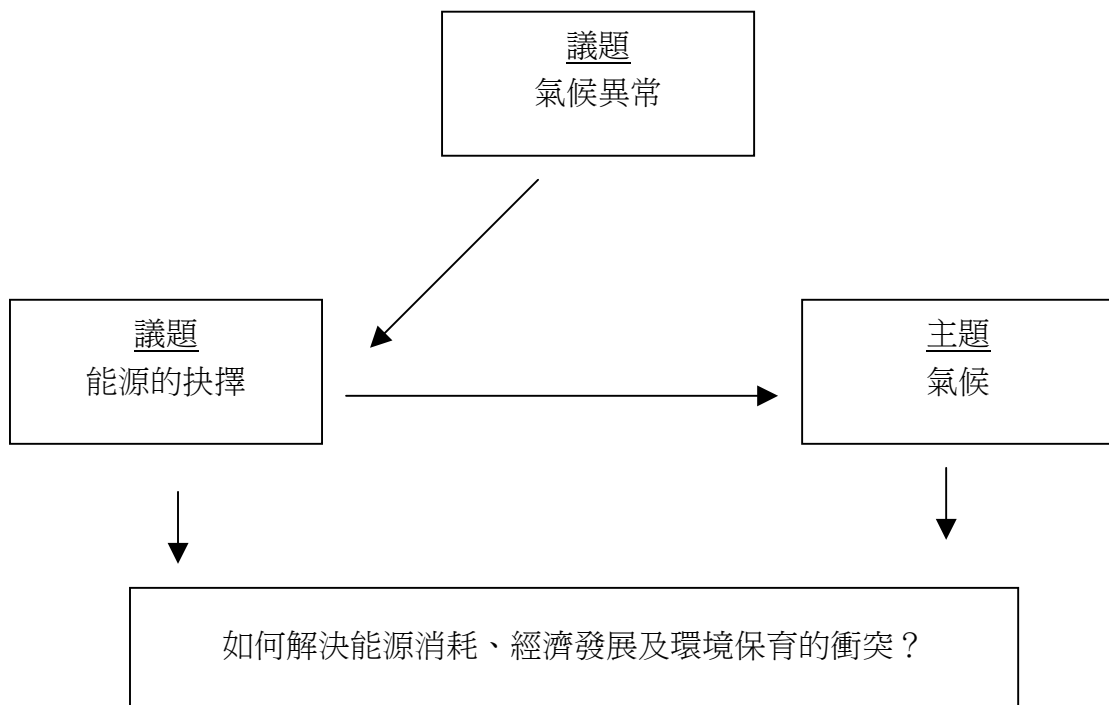 議題
氣候異常
議題
能源的抉擇
主題
氣候
如何解決能源消耗、經濟發展及環境保育的衝突？